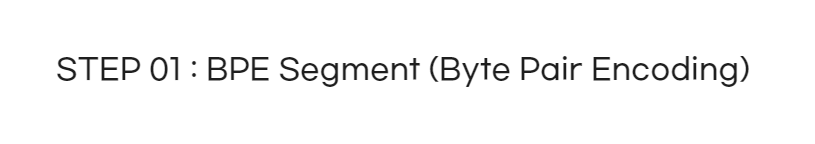 STEP 01 : BPE Segment (Byte Pair Encoding)